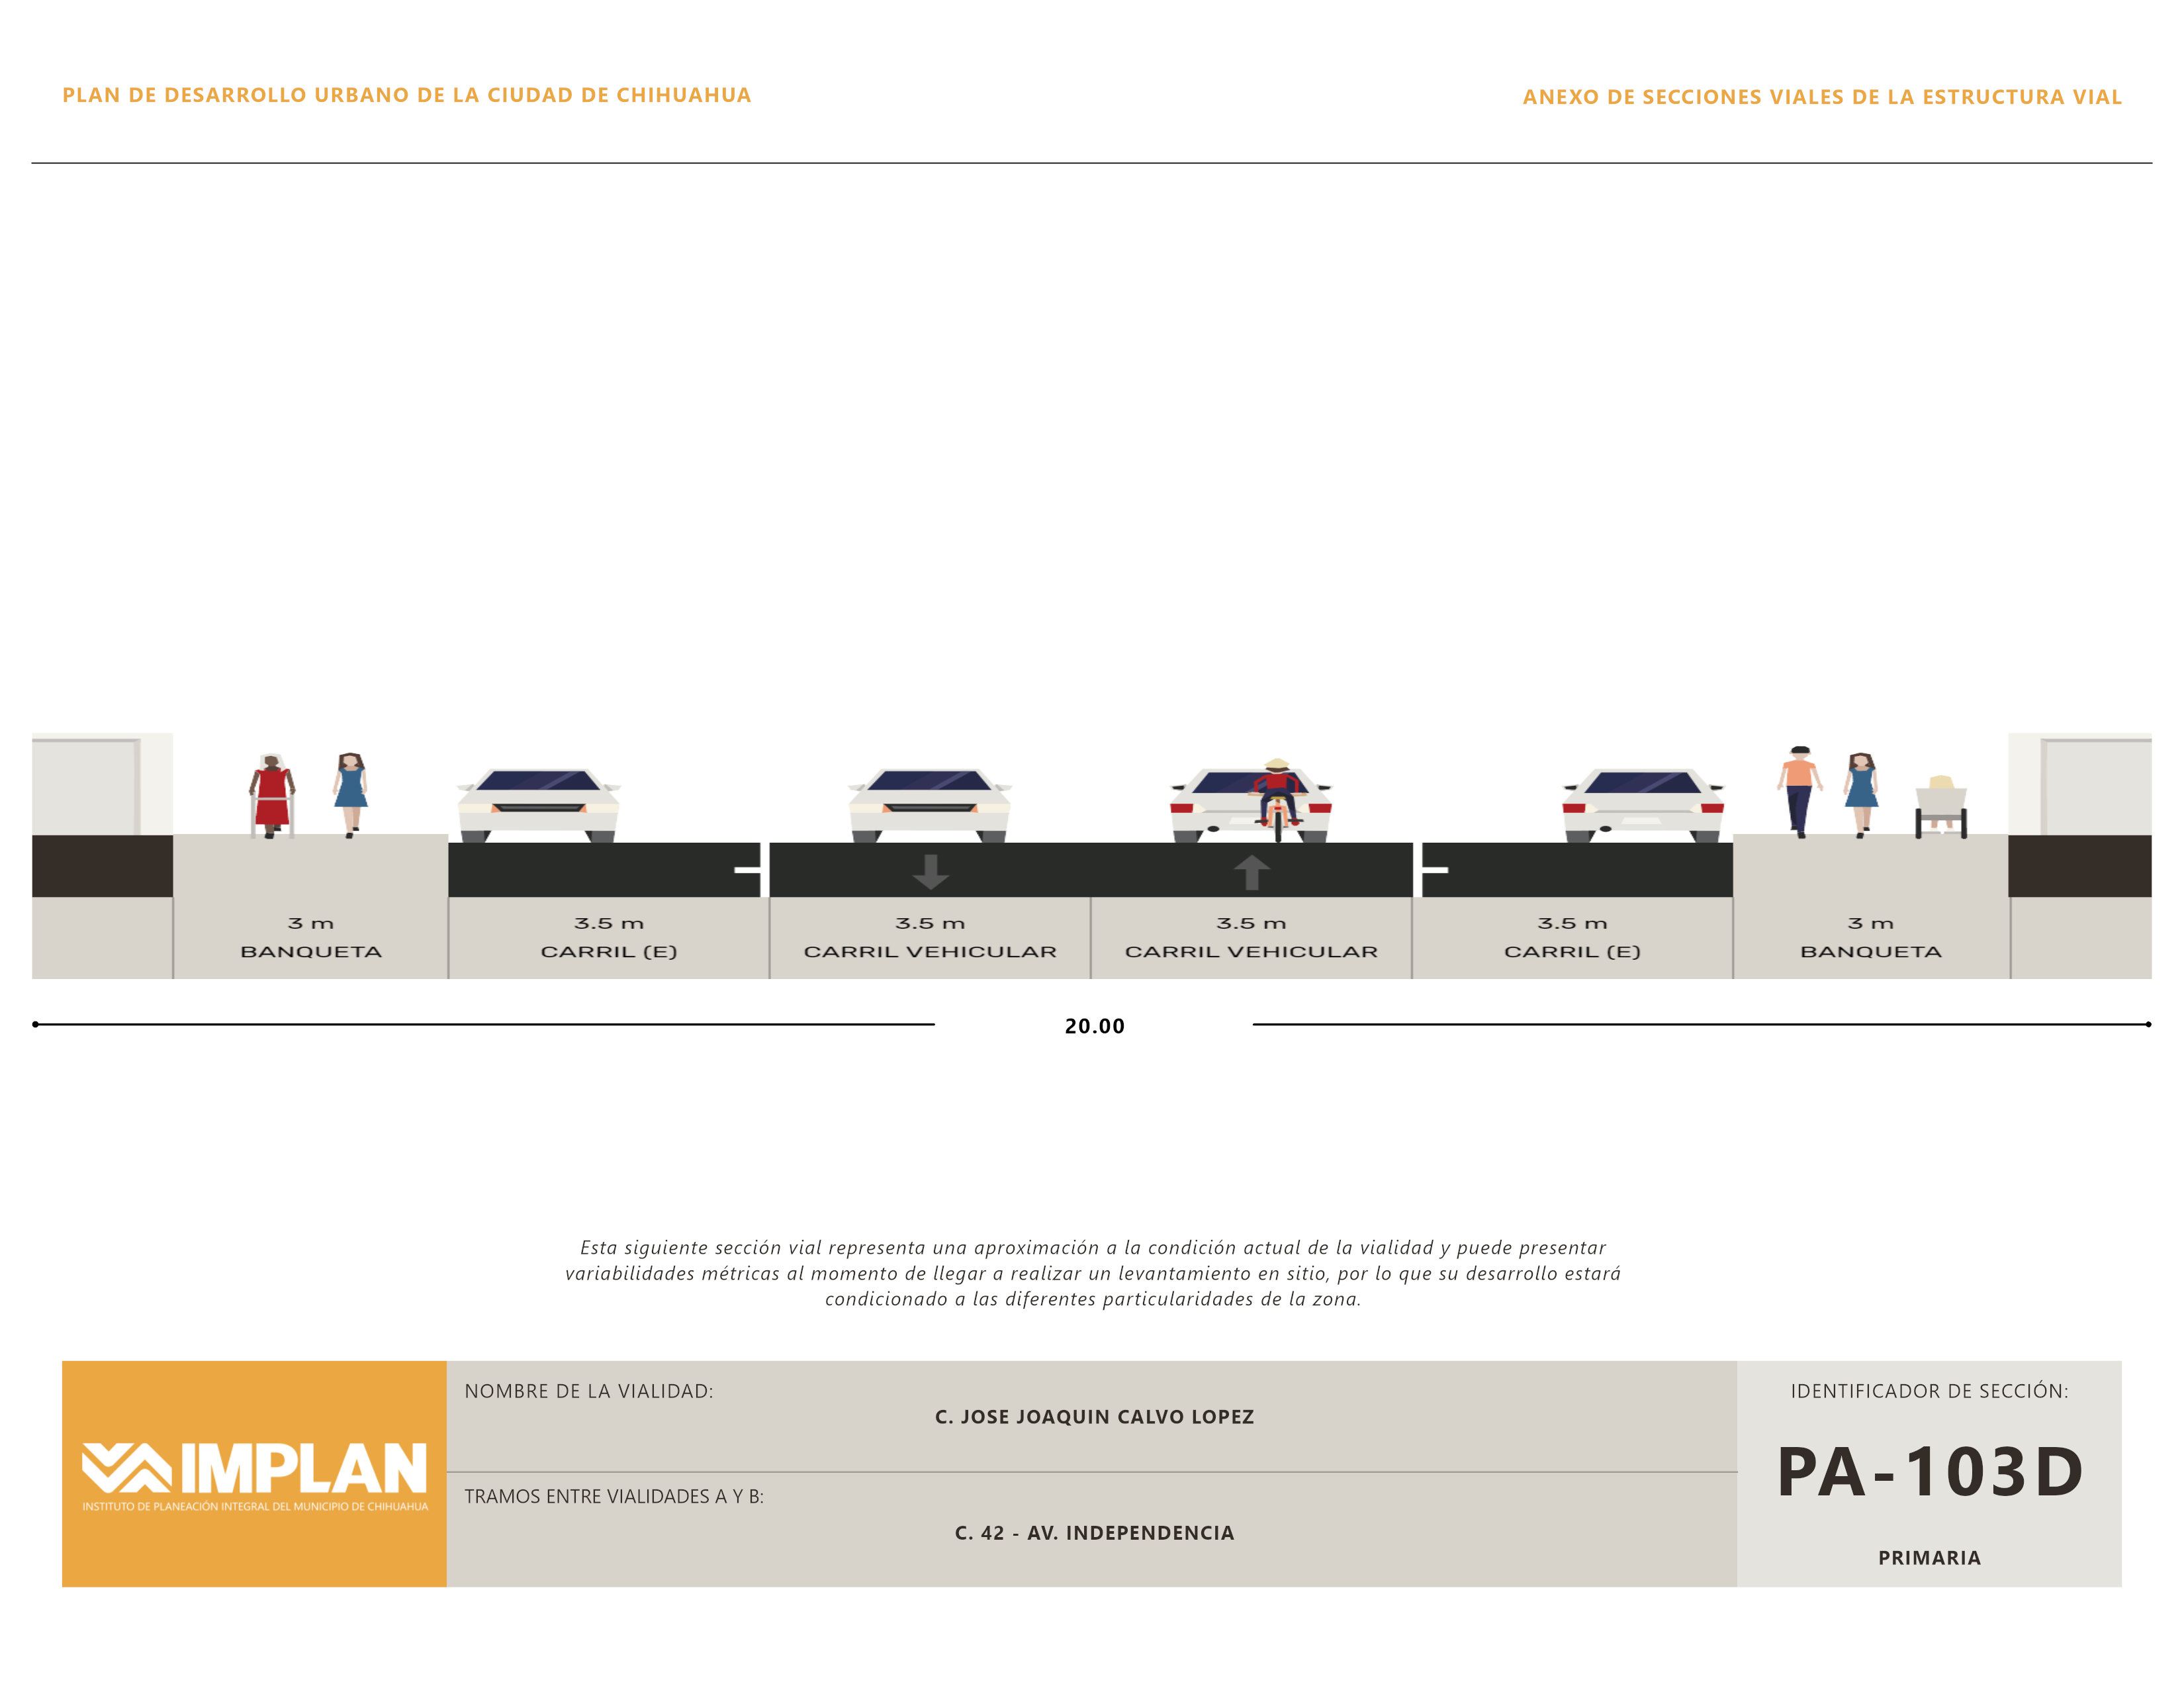 PLAN DE DESARROLLO URBANO DE LA CIUDAD DE CHIHUAHUA
ANEXO DE SECCIONES VIALES DE LA ESTRUCTURA VIAL
3 m
BANQUETA
3.5 m
CARRIL (E)
3.5 m
CARRIL VEHICULAR
3.5 m
CARRIL VEHICULAR
3.5 m
CARRIL (E)
3 m
BANQUETA
20.00
Esta siguiente sección vial representa una aproximación a la condición actual de la vialidad y puede presentar
variabilidades métricas al momento de llegar a realizar un levantamiento en sitio, por lo que su desarrollo estará
condicionado a las diferentes particularidades de la zona.
IMPLAN
INSTITUTO DE PLANEACIÓN INTEGRAL DEL MUNICIPIO DE CHIHUAHUA
NOMBRE DE LA VIALIDAD:
C. JOSE JOAQUIN CALVO LOPEZ
TRAMOS ENTRE VIALIDADES A Y B:
C. 42 - AV. INDEPENDENCIA
IDENTIFICADOR DE SECCIÓN:
PA-103D
PRIMARIA